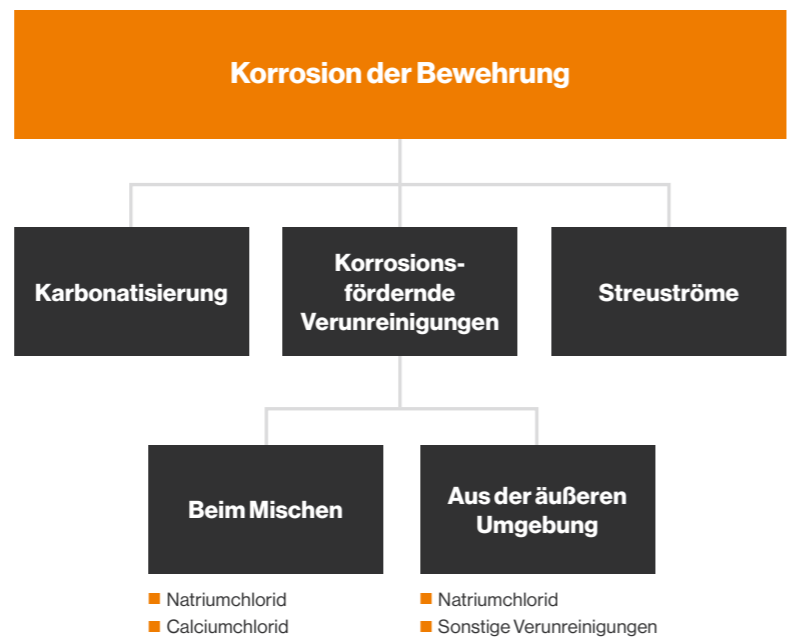 Korrosion der Bewehrung
Karbonatisierung
Korrosions-
fördernde
Verunreinigungen
Streuströme
Beim Mischen
Aus der äußeren
Umgebung
Natriumchlorid
Calciumchlorid
Natriumchlorid
Sonstige Verunreinigungen